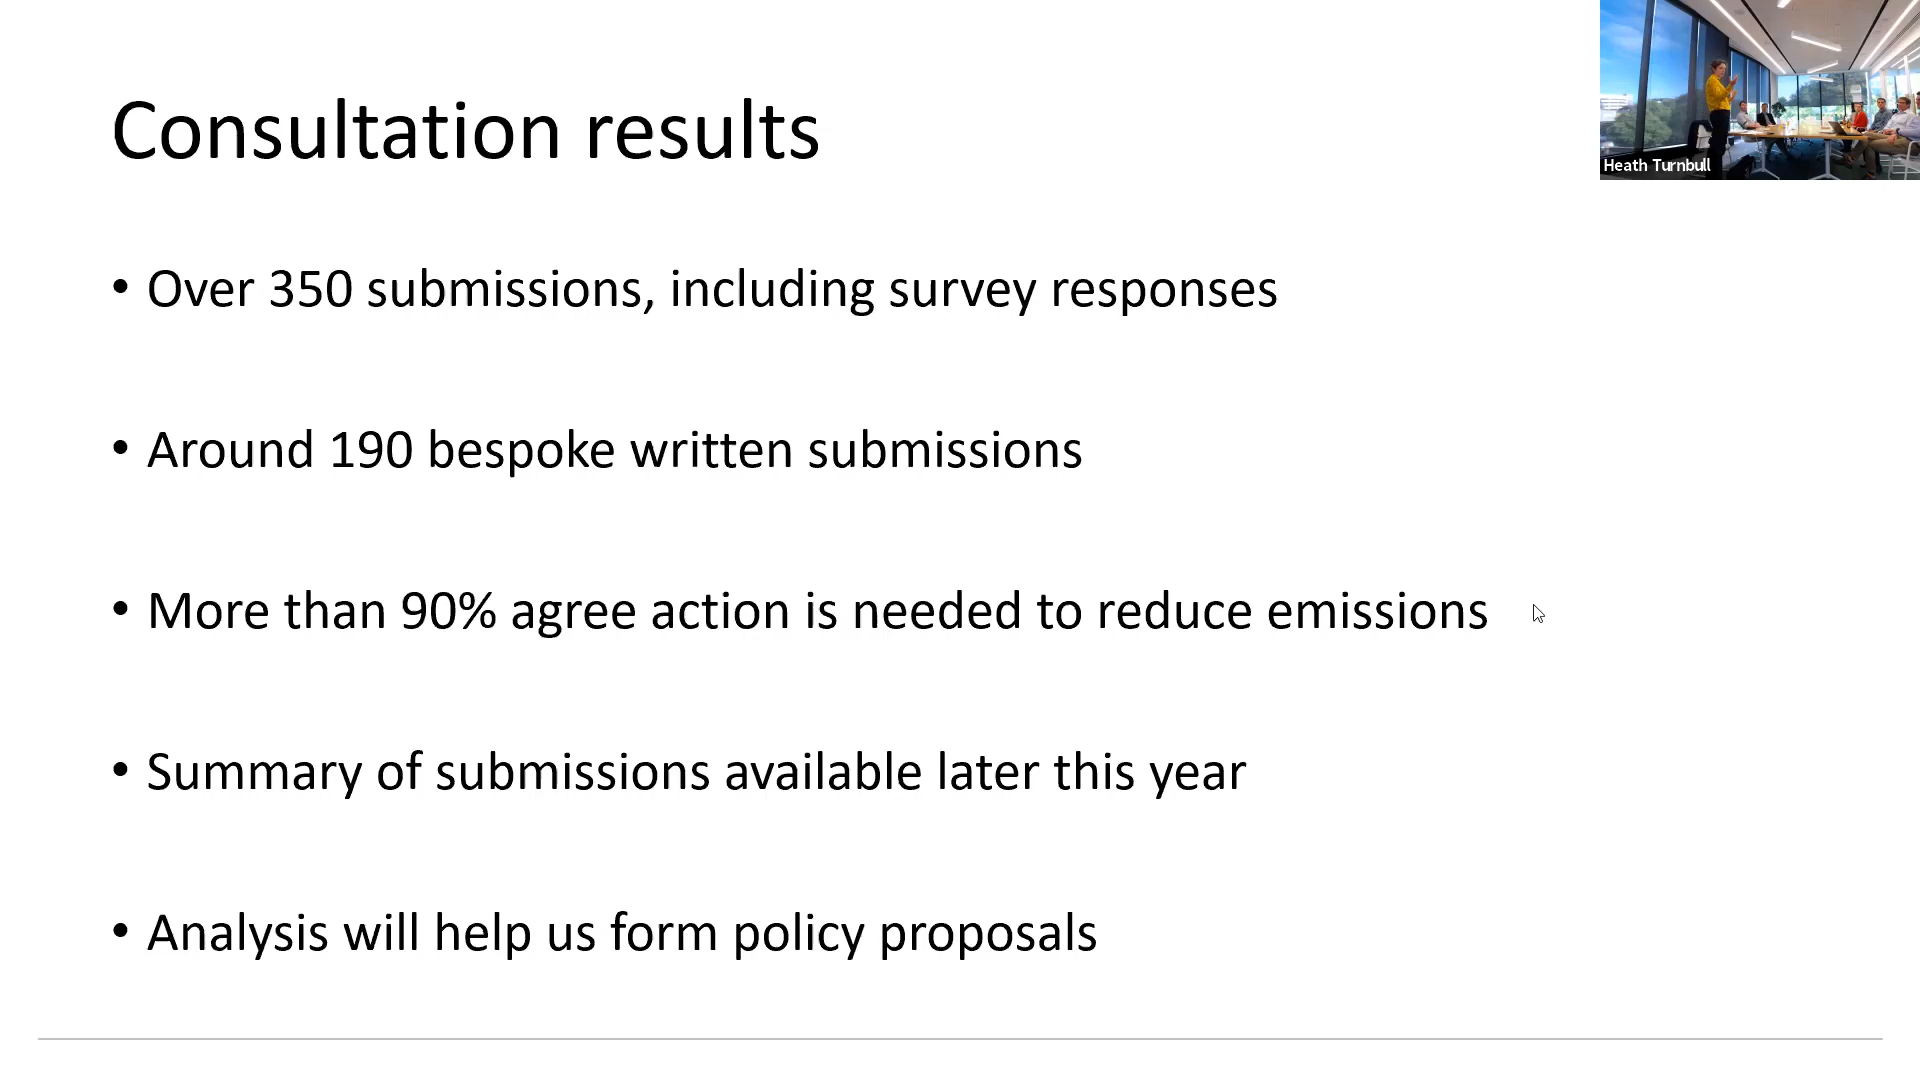 Consultation results
Heath Turnbull
• Over 350 submissions, including survey responses
• Around 190 bespoke written submissions
• More than 90% agree action is needed to reduce emissions
• Summary of submissions available later this year
• Analysis will help us form policy proposals